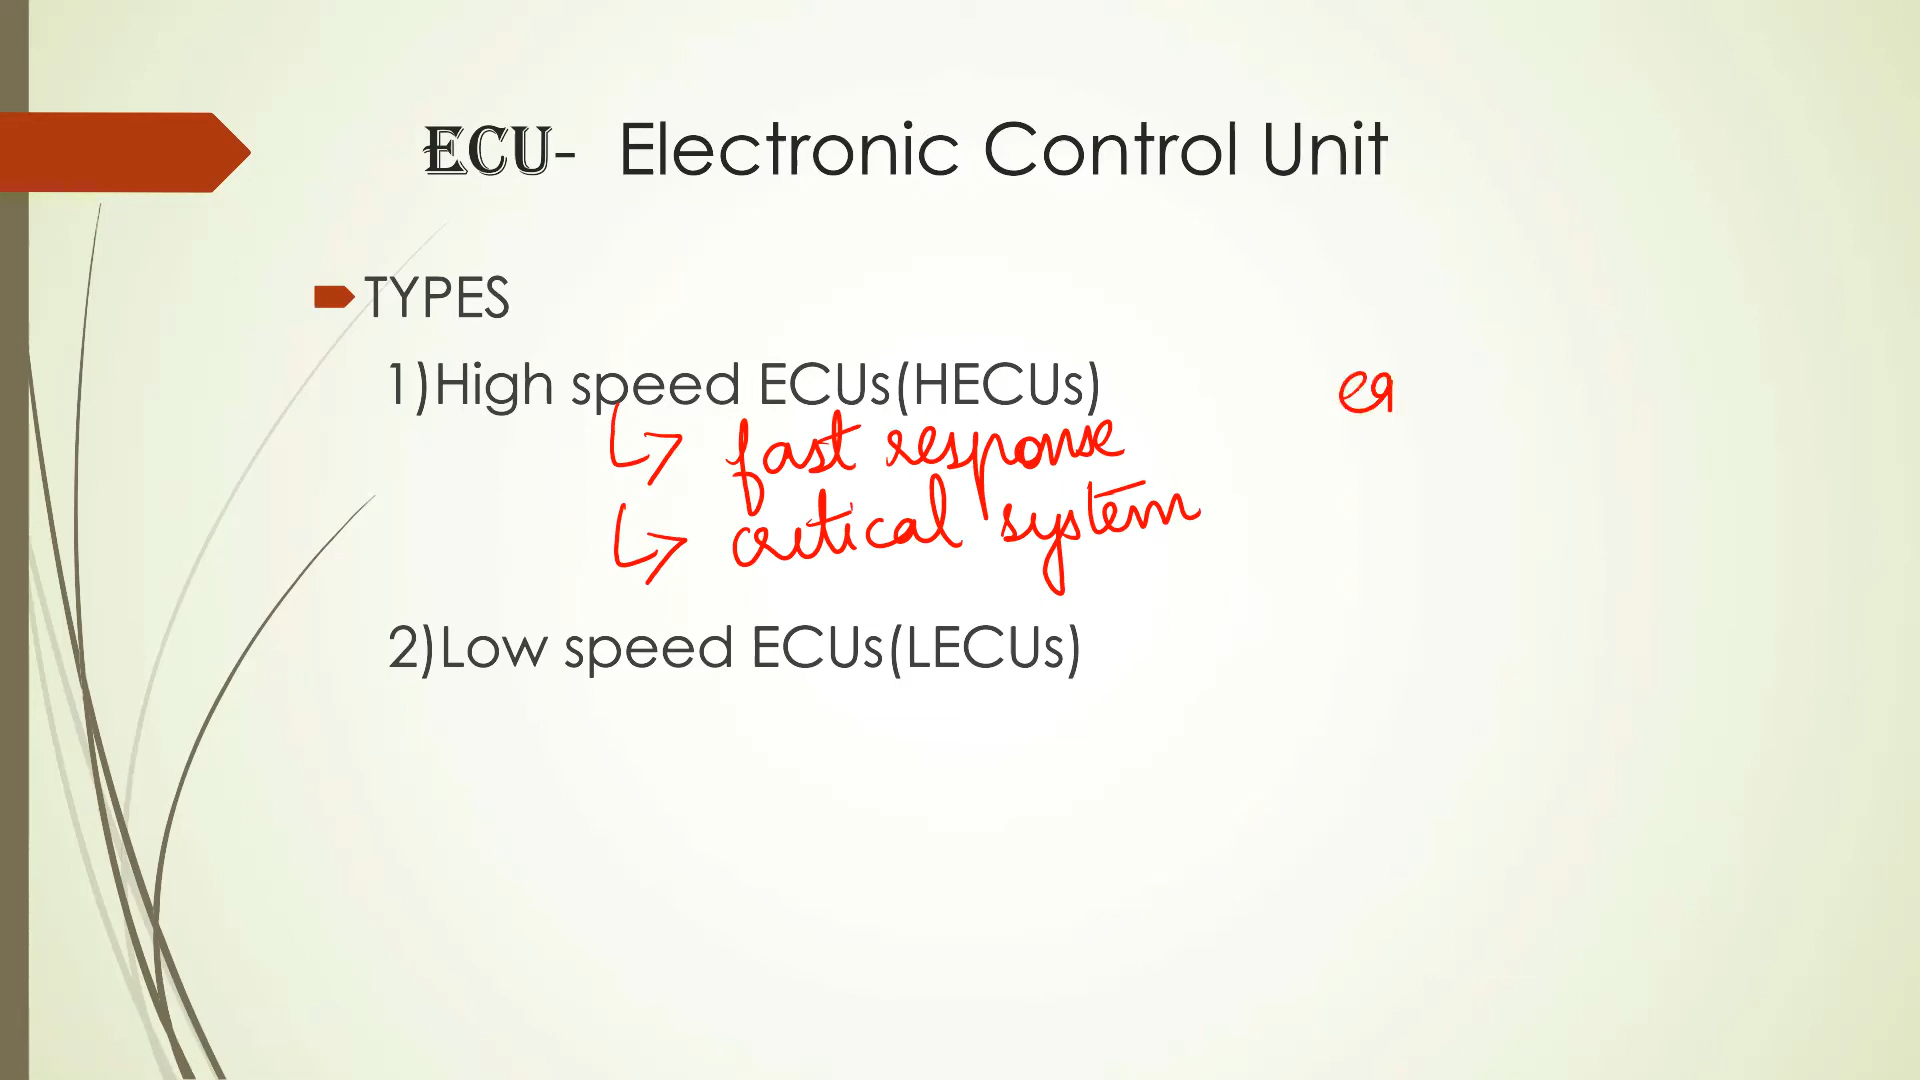 ECU- Electronic Control Unit
TYPES
1)High speed ECUs(HECUs)
fast response
critical system
2)Low speed ECUs(LECUs)